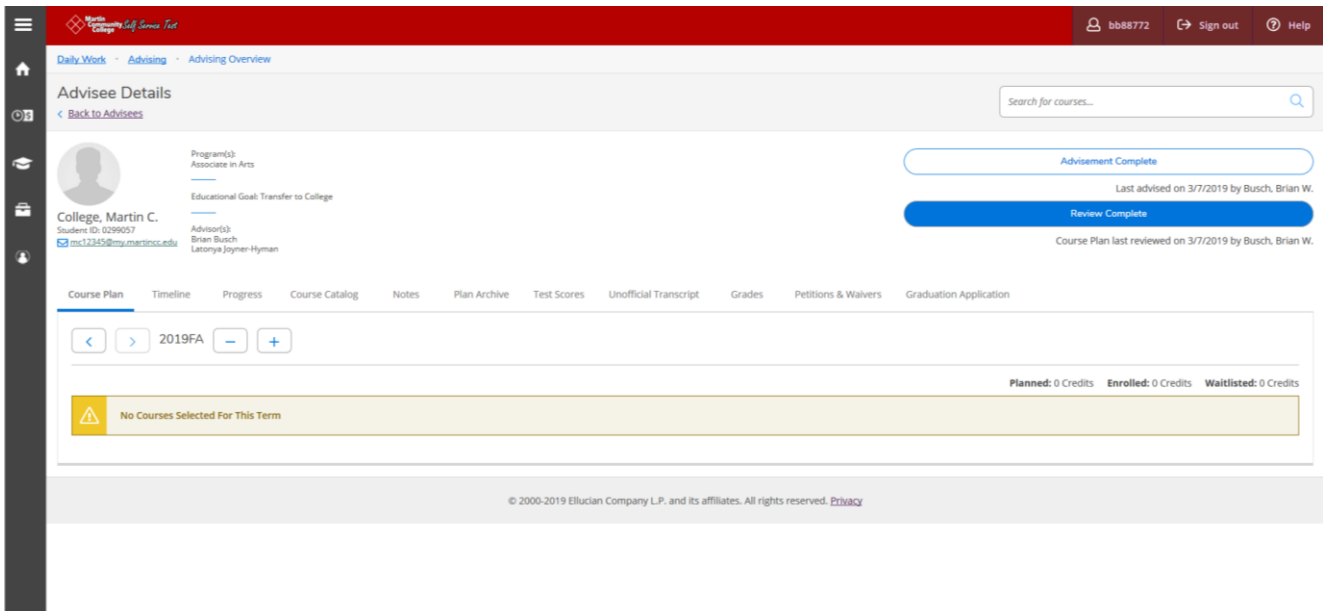 Martin Community College Self Service Test
bb88772 Sign out Help
Daily Work · Advising · Advising Overview
Advisee Details
< Back to Advisees
Search for courses...
Program(s):
Associate in Arts
Educational Goal: Transfer to College
Advisor(s):
Brian Busch
Latonya Joyner-Hyman
College, Martin C.
Student ID: 0299057
mc12345@my.martincc.edu
Advisement Complete
Last advised on 3/7/2019 by Busch, Brian W.
Review Complete
Course Plan last reviewed on 3/7/2019 by Busch, Brian W.
Course Plan Timeline Progress Course Catalog Notes Plan Archive Test Scores Unofficial Transcript Grades Petitions & Waivers Graduation Application
< > 2019FA − +
Planned: 0 Credits Enrolled: 0 Credits Waitlisted: 0 Credits
No Courses Selected For This Term
© 2000-2019 Ellucian Company L.P. and its affiliates. All rights reserved. Privacy